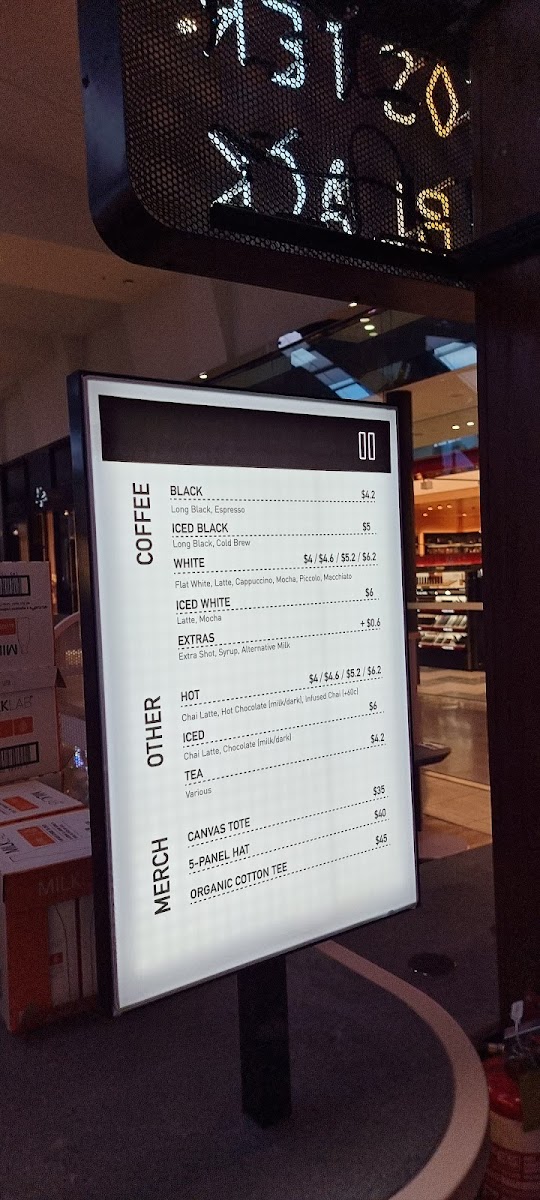 COFFEE
BLACK $4.2
Long Black, Espresso
ICED BLACK $5
Long Black, Cold Brew
WHITE $4 / $4.6 / $5.2 / $6.2
Flat White, Latte, Cappuccino, Mocha, Piccolo, Macchiato
ICED WHITE $6
Latte, Mocha
EXTRAS + $0.6
Extra Shot, Syrup, Alternative Milk
OTHER
HOT $4 / $4.6 / $5.2 / $6.2
Chai Latte, Hot Chocolate (milk/dark), Infused Chai (+60c)
ICED $6
Chai Latte, Chocolate (milk/dark)
TEA $4.2
Various
MERCH
CANVAS TOTE $35
5-PANEL HAT $40
ORGANIC COTTON TEE $45
MILK